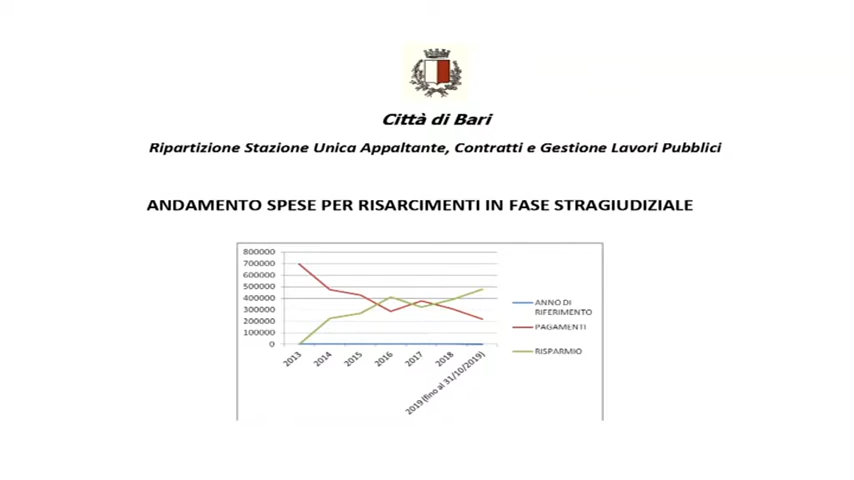 Città di Bari
Ripartizione Stazione Unica Appaltante, Contratti e Gestione Lavori Pubblici
ANDAMENTO SPESE PER RISARCIMENTI IN FASE STRAGIUDIZIALE
800000
700000
600000
500000
400000
300000
200000
100000
0
2013
2014
2015
2016
2017
2018
2019 (fino al 31/10/2019)
ANNO DI
RIFERIMENTO
PAGAMENTI
RISPARMIO